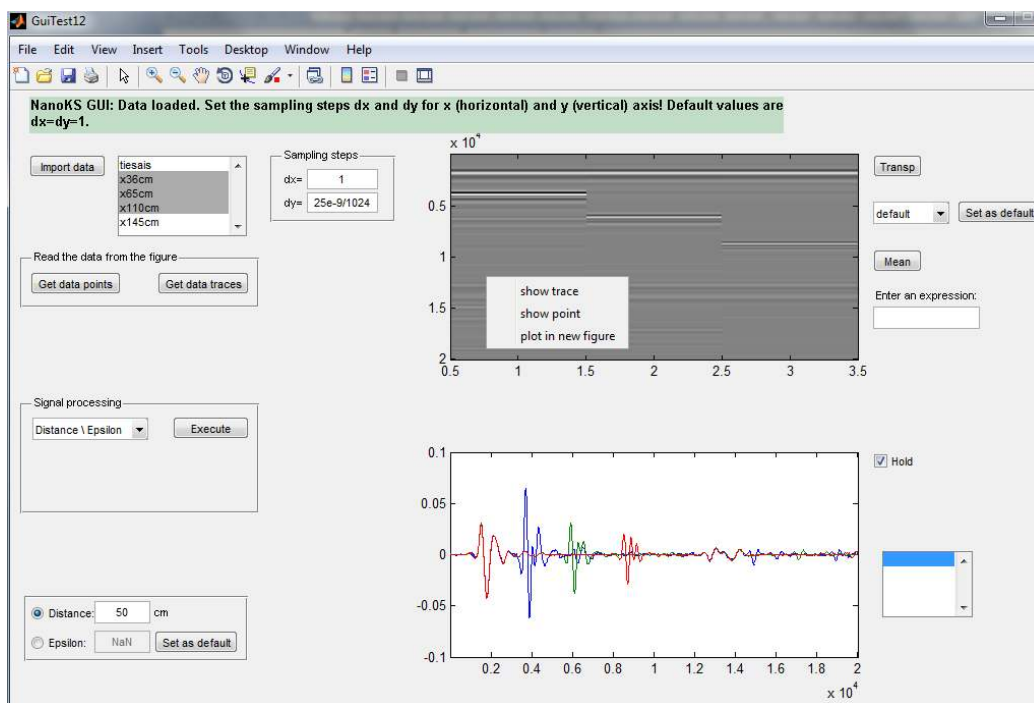 GuiTest12
File Edit View Insert Tools Desktop Window Help
NanoKS GUI: Data loaded. Set the sampling steps dx and dy for x (horizontal) and y (vertical) axis! Default values are
dx=dy=1.
Import data
tiesais
x36cm
x65cm
x110cm
x145cm
Sampling steps
dx= 1
dy= 25e-9/1024
Read the data from the figure
Get data points Get data traces
Signal processing
Distance \ Epsilon Execute
Distance: 50 cm
Epsilon: NaN Set as default
x 10^4
0.5
1
1.5
2
0.5 1 1.5 2 2.5 3 3.5
show trace
show point
plot in new figure
Transp
default Set as default
Mean
Enter an expression:
0.1
0.05
0
-0.05
-0.1
0.2 0.4 0.6 0.8 1 1.2 1.4 1.6 1.8 2
x 10^4
Hold